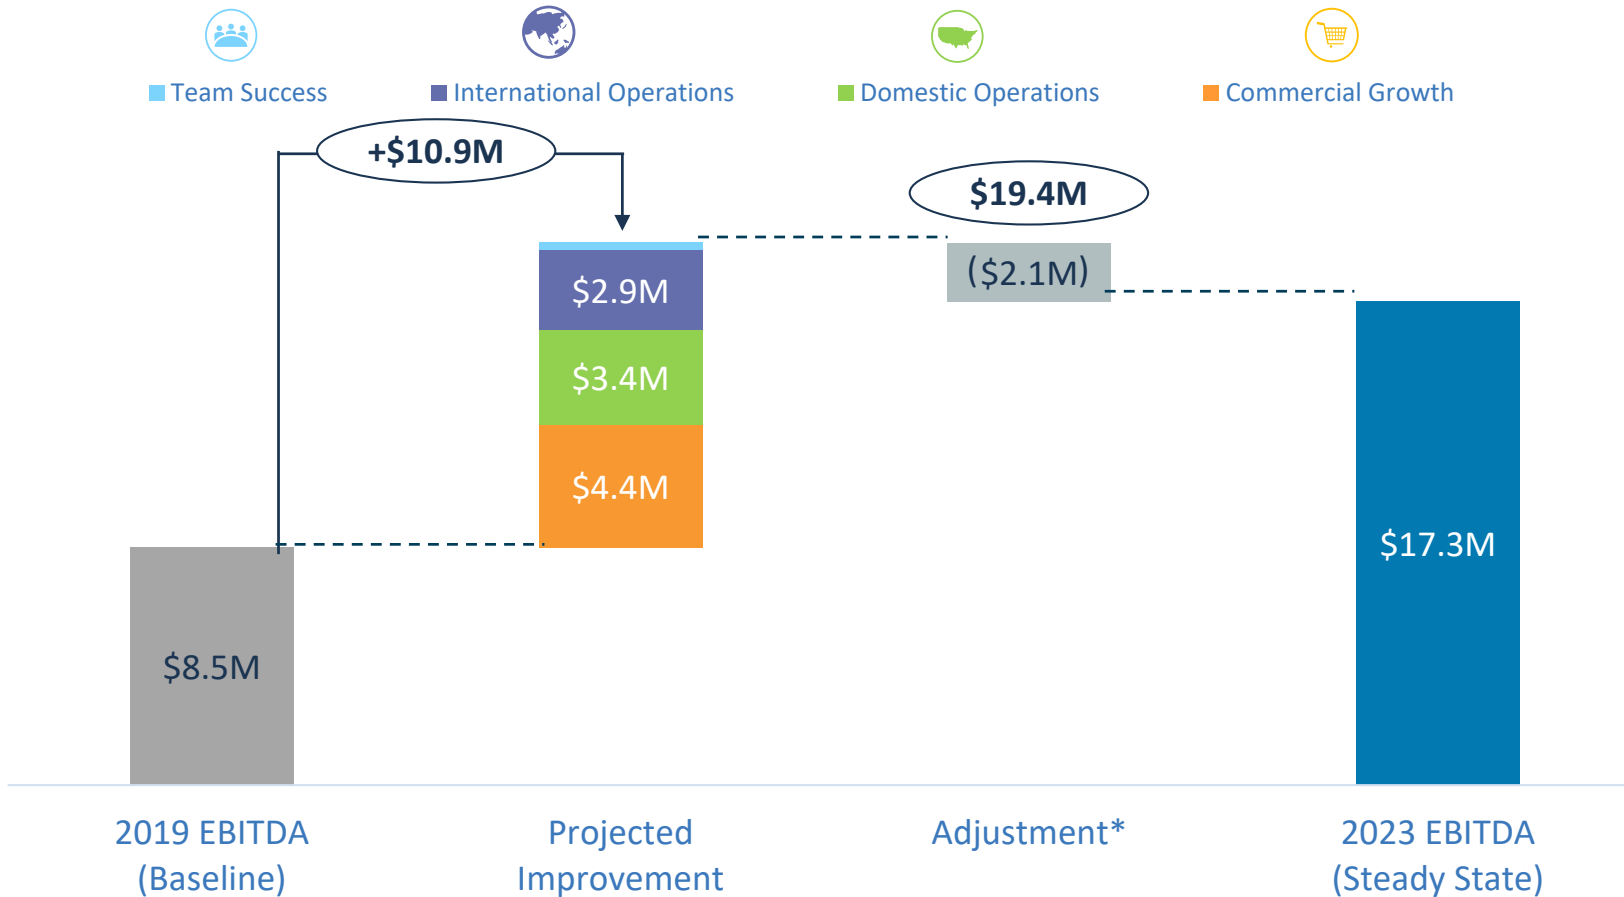 Team Success
International Operations
Domestic Operations
Commercial Growth
+$10.9M
$19.4M
($2.1M)
$2.9M
$3.4M
$4.4M
$17.3M
$8.5M
2019 EBITDA
(Baseline)
Projected
Improvement
Adjustment*
2023 EBITDA
(Steady State)